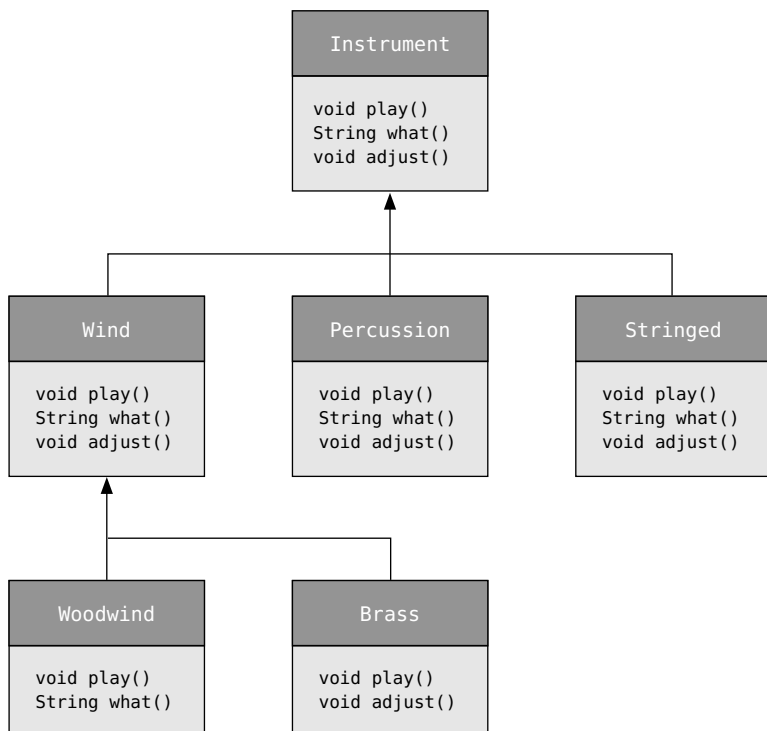 Instrument
void play()
String what()
void adjust()
Wind
void play()
String what()
void adjust()
Percussion
void play()
String what()
void adjust()
Stringed
void play()
String what()
void adjust()
Woodwind
void play()
String what()
Brass
void play()
void adjust()